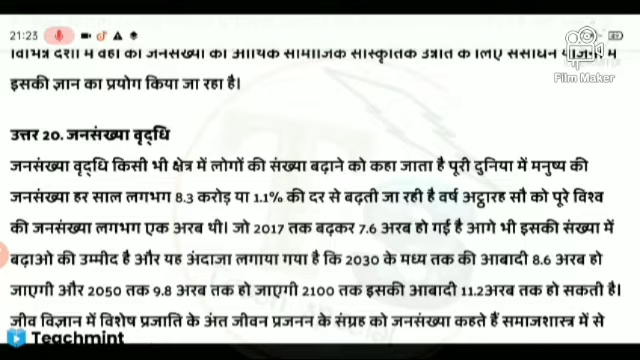 21:23
विभिन्न देशों में वहां की जनसंख्या की आर्थिक सामाजिक सांस्कृतिक उन्नति के लिए संसाधन में
इसकी ज्ञान का प्रयोग किया जा रहा है।
Film Maker
उत्तर 20. जनसंख्या वृद्धि
जनसंख्या वृद्धि किसी भी क्षेत्र में लोगों की संख्या बढ़ाने को कहा जाता है पूरी दुनिया में मनुष्य की
जनसंख्या हर साल लगभग 8.3 करोड़ या 1.1% की दर से बढ़ती जा रही है वर्ष अट्ठारह सौ को पूरे विश्व
की जनसंख्या लगभग एक अरब थी। जो 2017 तक बढ़कर 7.6 अरब हो गई है आगे भी इसकी संख्या में
बढ़ाओ की उम्मीद है और यह अंदाजा लगाया गया है कि 2030 के मध्य तक की आबादी 8.6 अरब हो
जाएगी और 2050 तक 9.8 अरब तक हो जाएगी 2100 तक इसकी आबादी 11.2अरब तक हो सकती है।
जीव विज्ञान में विशेष प्रजाति के अंत जीवन प्रजनन के संग्रह को जनसंख्या कहते हैं समाजशास्त्र में से
Teachmint